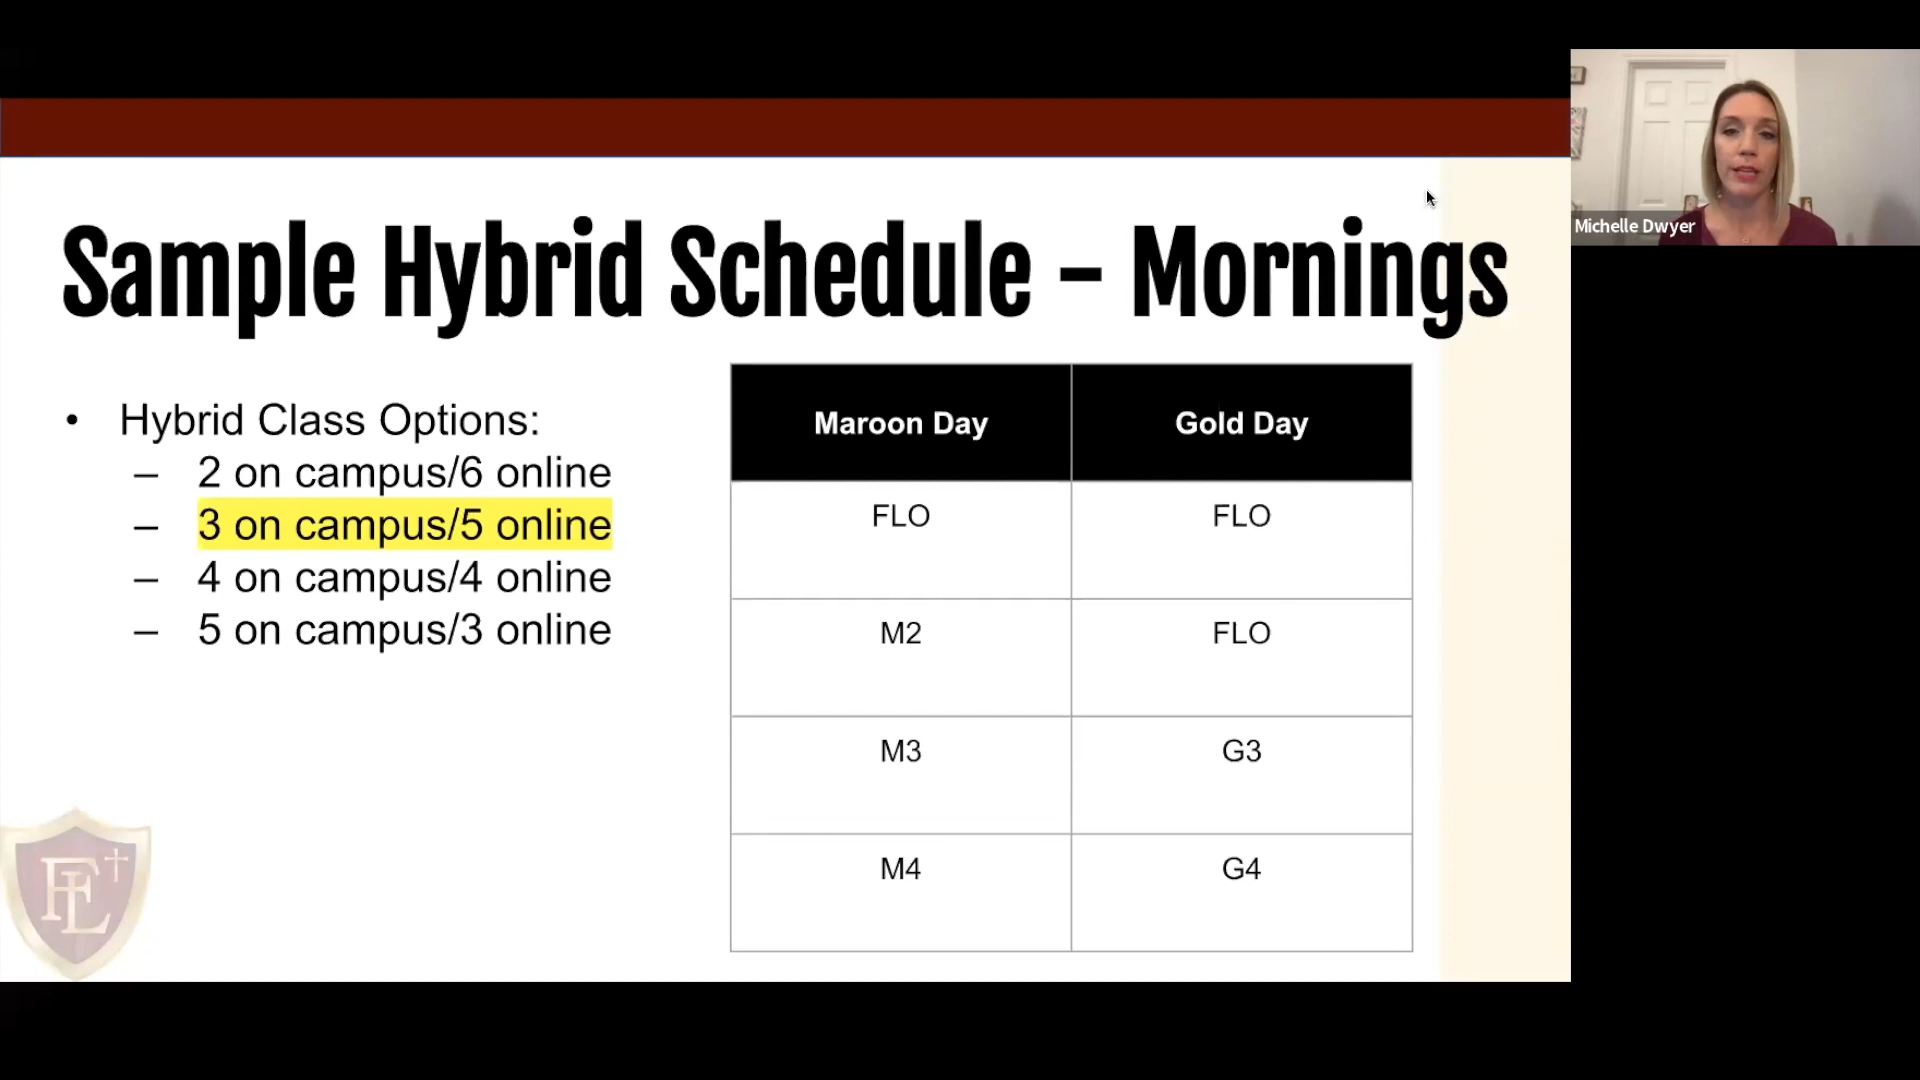 Sample Hybrid Schedule – Mornings
Michelle Dwyer
• Hybrid Class Options:
– 2 on campus/6 online
– 3 on campus/5 online
– 4 on campus/4 online
– 5 on campus/3 online
Maroon Day Gold Day
FLO FLO
M2 FLO
M3 G3
M4 G4
FL